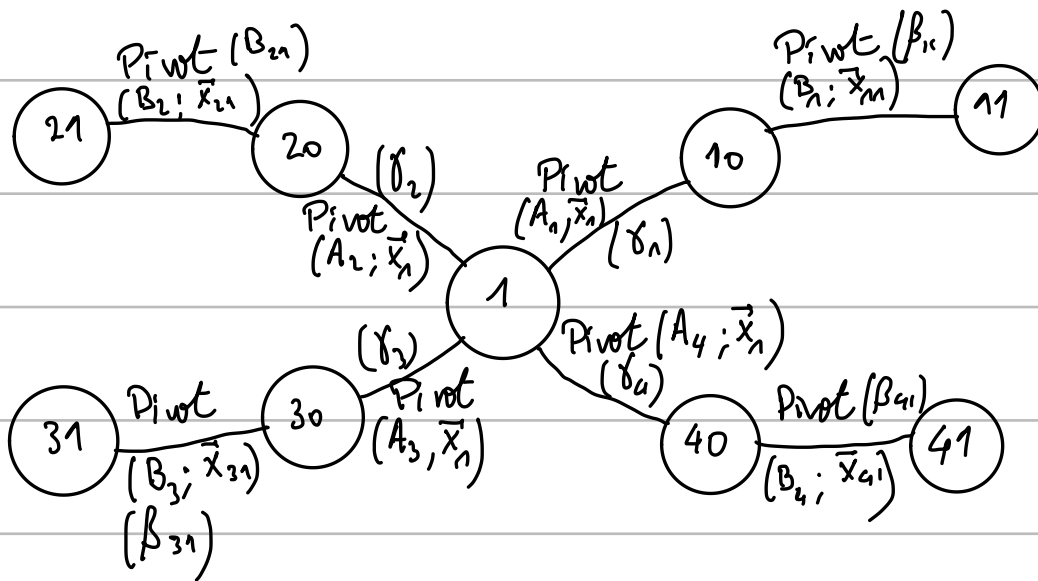 Pivot (B₂₁)
(B₂ ; x⃗₂₁)
21
20
(γ₂)
Pivot
(A₂ ; x⃗₁)
Pivot (β₁₁)
(B₁ ; x⃗₁₁)
11
10
Pivot
(A₁, x⃗₁)
(γ₁)
1
(γ₃)
Pivot
(A₃, x⃗₁)
30
Pivot
(B₃ ; x⃗₃₁)
(β₃₁)
31
Pivot (A₄ ; x⃗₁)
(γ₄)
40
Pivot (β₄₁)
(B₄ ; x⃗₄₁)
41